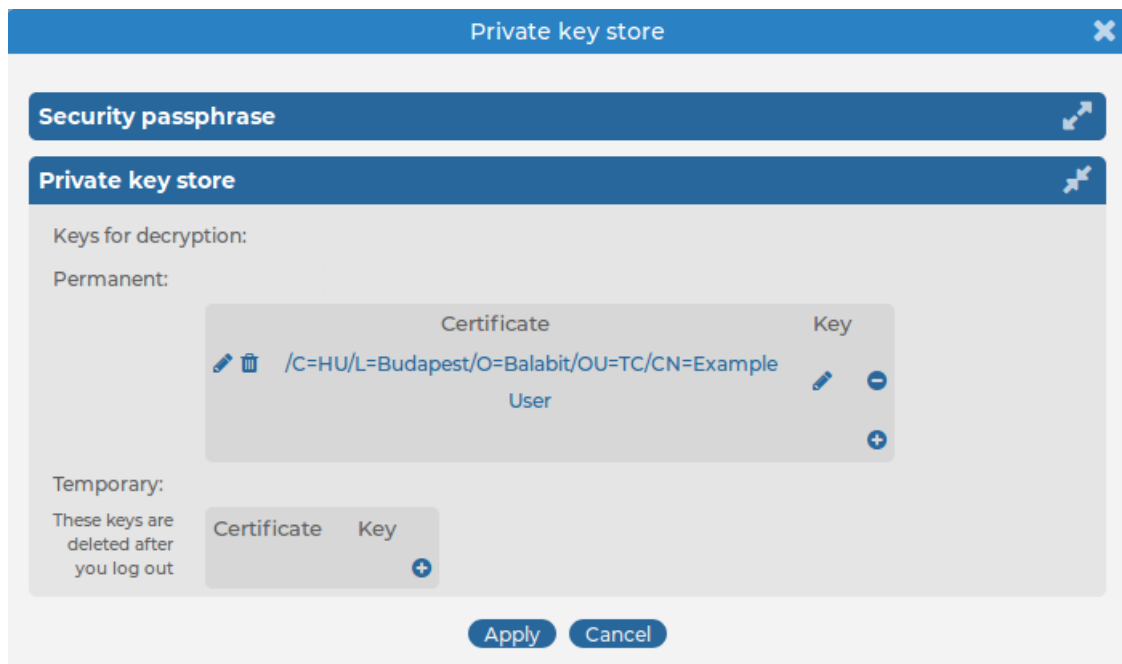 Private key store
Security passphrase
Private key store
Keys for decryption:
Permanent:
Certificate Key
/C=HU/L=Budapest/O=Balabit/OU=TC/CN=Example
User
Temporary:
These keys are
deleted after
you log out
Certificate Key
Apply Cancel